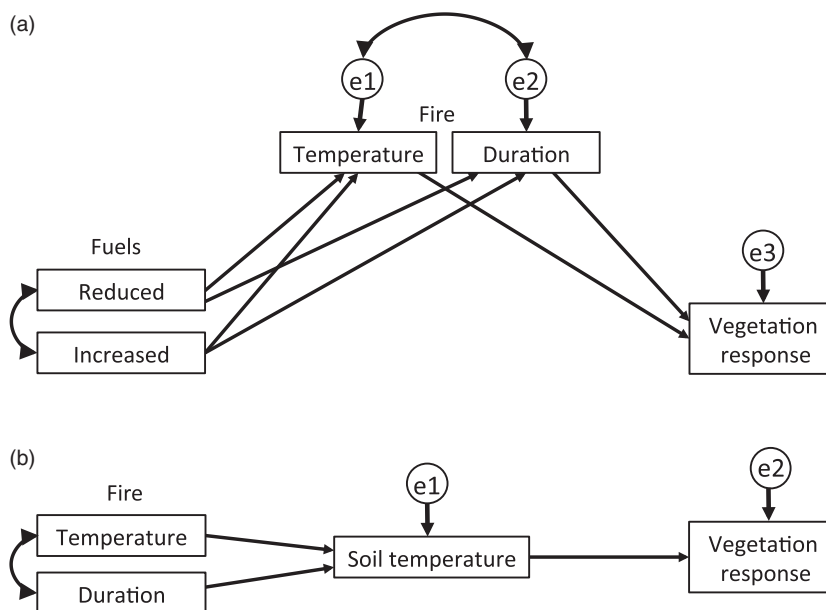 (a)
e1
e2
Fire
Temperature
Duration
Fuels
Reduced
Increased
e3
Vegetation
response
(b)
Fire
Temperature
Duration
e1
Soil temperature
e2
Vegetation
response